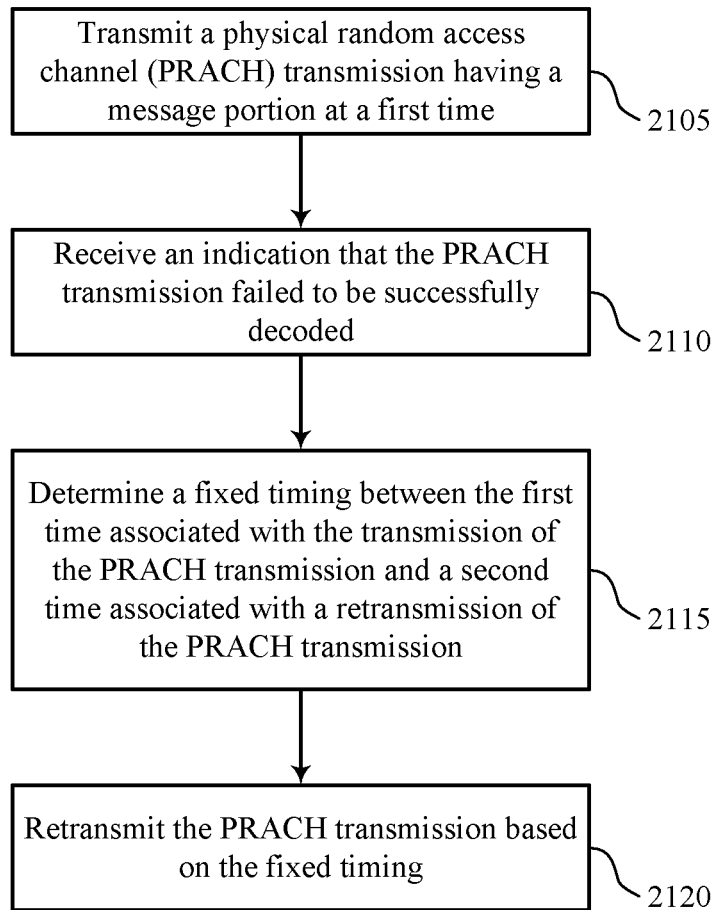 Transmit a physical random access
channel (PRACH) transmission having a
message portion at a first time
2105
Receive an indication that the PRACH
transmission failed to be successfully
decoded
2110
Determine a fixed timing between the first
time associated with the transmission of
the PRACH transmission and a second
time associated with a retransmission of
the PRACH transmission
2115
Retransmit the PRACH transmission based
on the fixed timing
2120